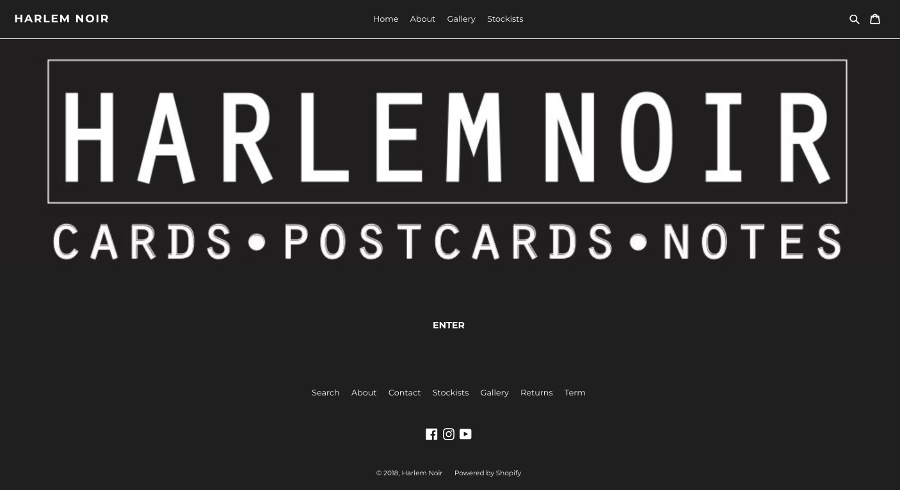 HARLEM NOIR Home About Gallery Stockists
HARLEM NOIR
CARDS•POSTCARDS•NOTES
ENTER
Search About Contact Stockists Gallery Returns Term
© 2018, Harlem Noir Powered by Shopify